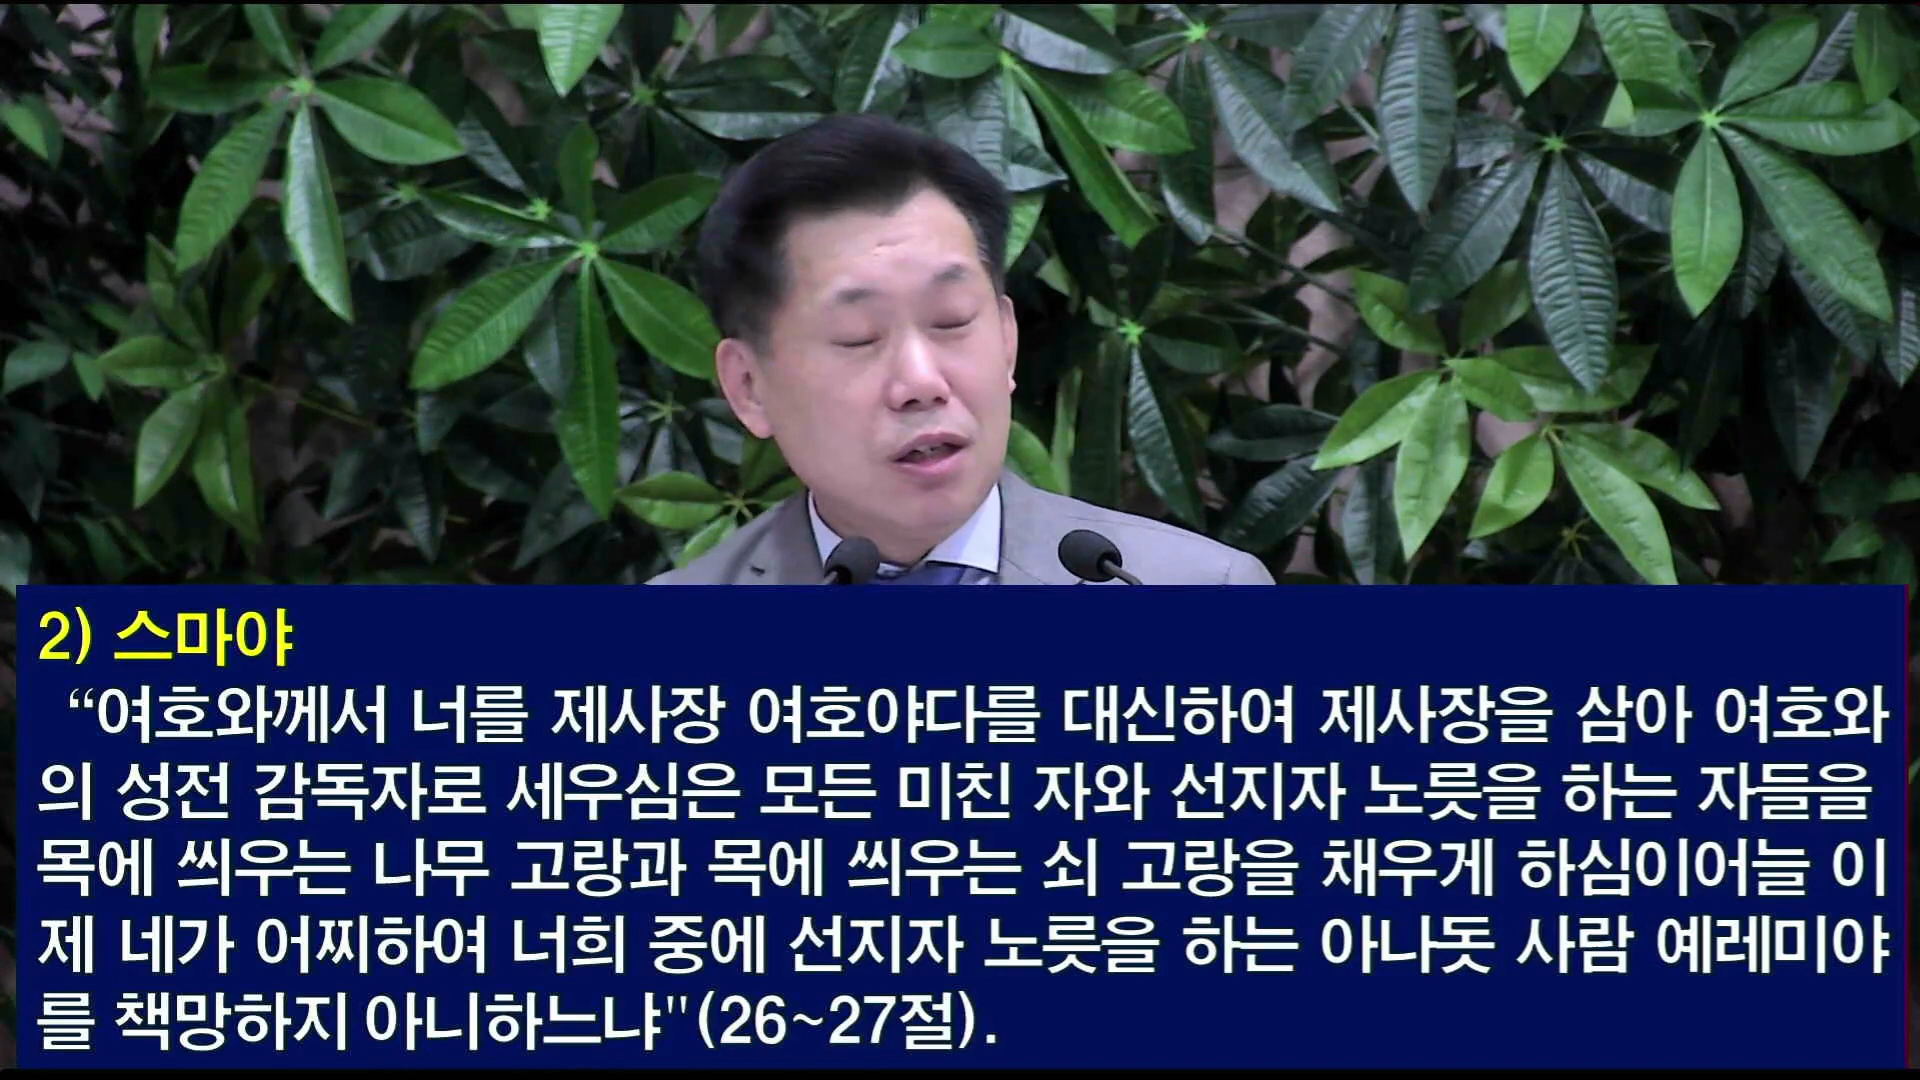 2) 스마야
“여호와께서 너를 제사장 여호야다를 대신하여 제사장을 삼아 여호와
의 성전 감독자로 세우심은 모든 미친 자와 선지자 노릇을 하는 자들을
목에 씌우는 나무 고랑과 목에 씌우는 쇠 고랑을 채우게 하심이어늘 이
제 네가 어찌하여 너희 중에 선지자 노릇을 하는 아나돗 사람 예레미야
를 책망하지 아니하느냐"(26~27절).